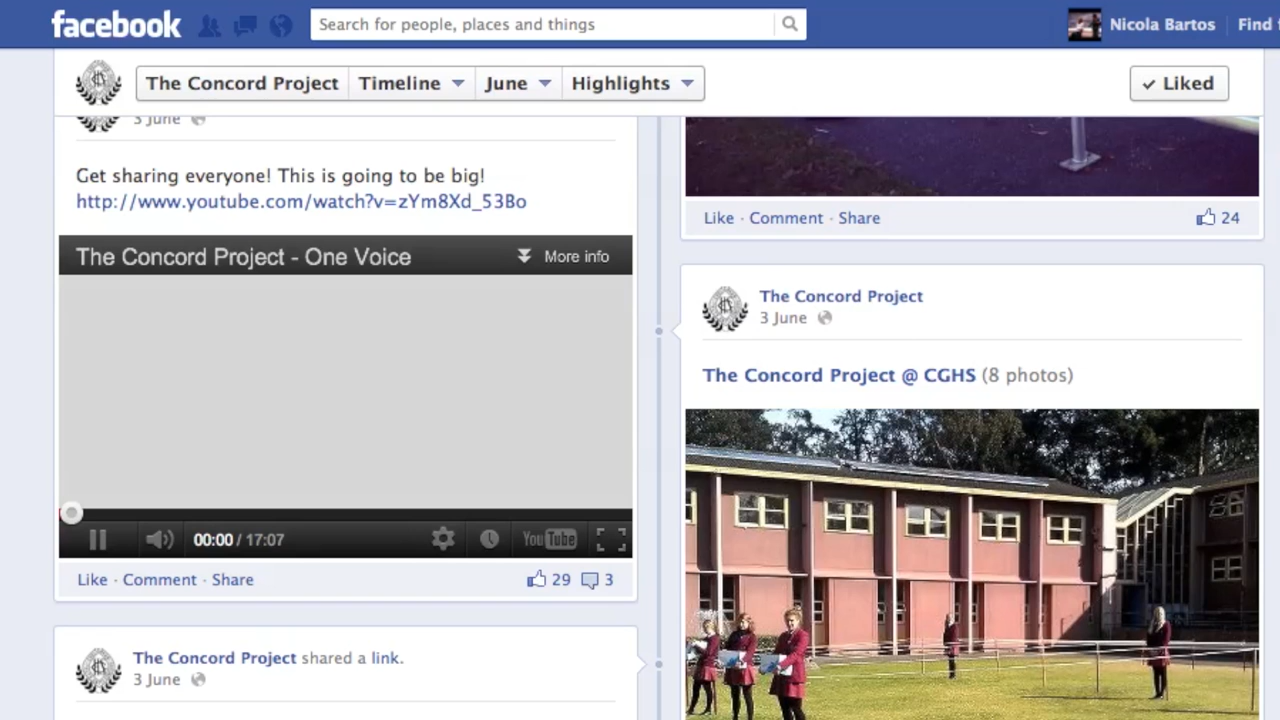 facebook
Search for people, places and things
Nicola Bartos
Find
The Concord Project
Timeline
June
Highlights
✓ Liked
3 June
Get sharing everyone! This is going to be big!
http://www.youtube.com/watch?v=zYm8Xd_53Bo
The Concord Project - One Voice
More info
00:00 / 17:07
YouTube
Like · Comment · Share
29
3
The Concord Project shared a link.
3 June
Like · Comment · Share
24
The Concord Project
3 June
The Concord Project @ CGHS (8 photos)